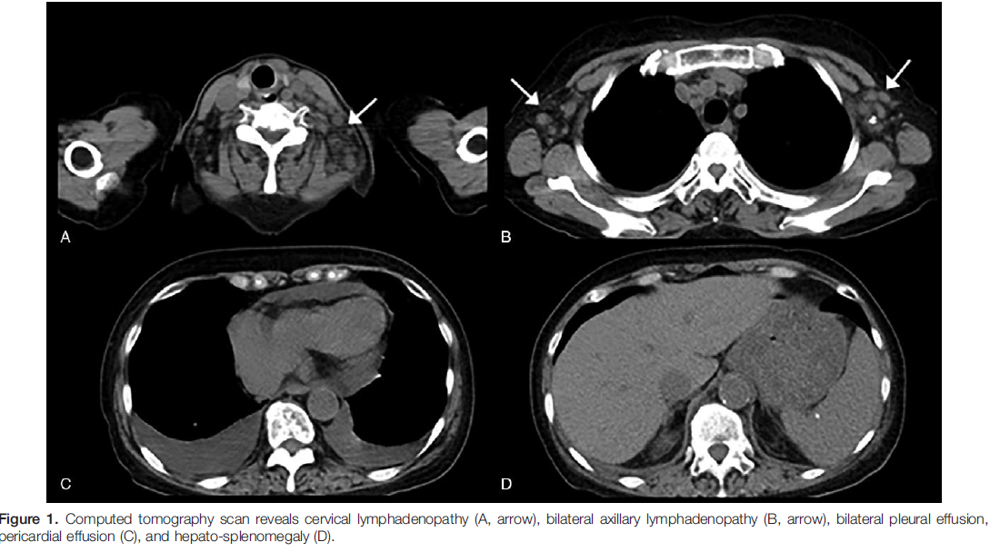 A
B
C
D
Figure 1. Computed tomography scan reveals cervical lymphadenopathy (A, arrow), bilateral axillary lymphadenopathy (B, arrow), bilateral pleural effusion,
pericardial effusion (C), and hepato-splenomegaly (D).